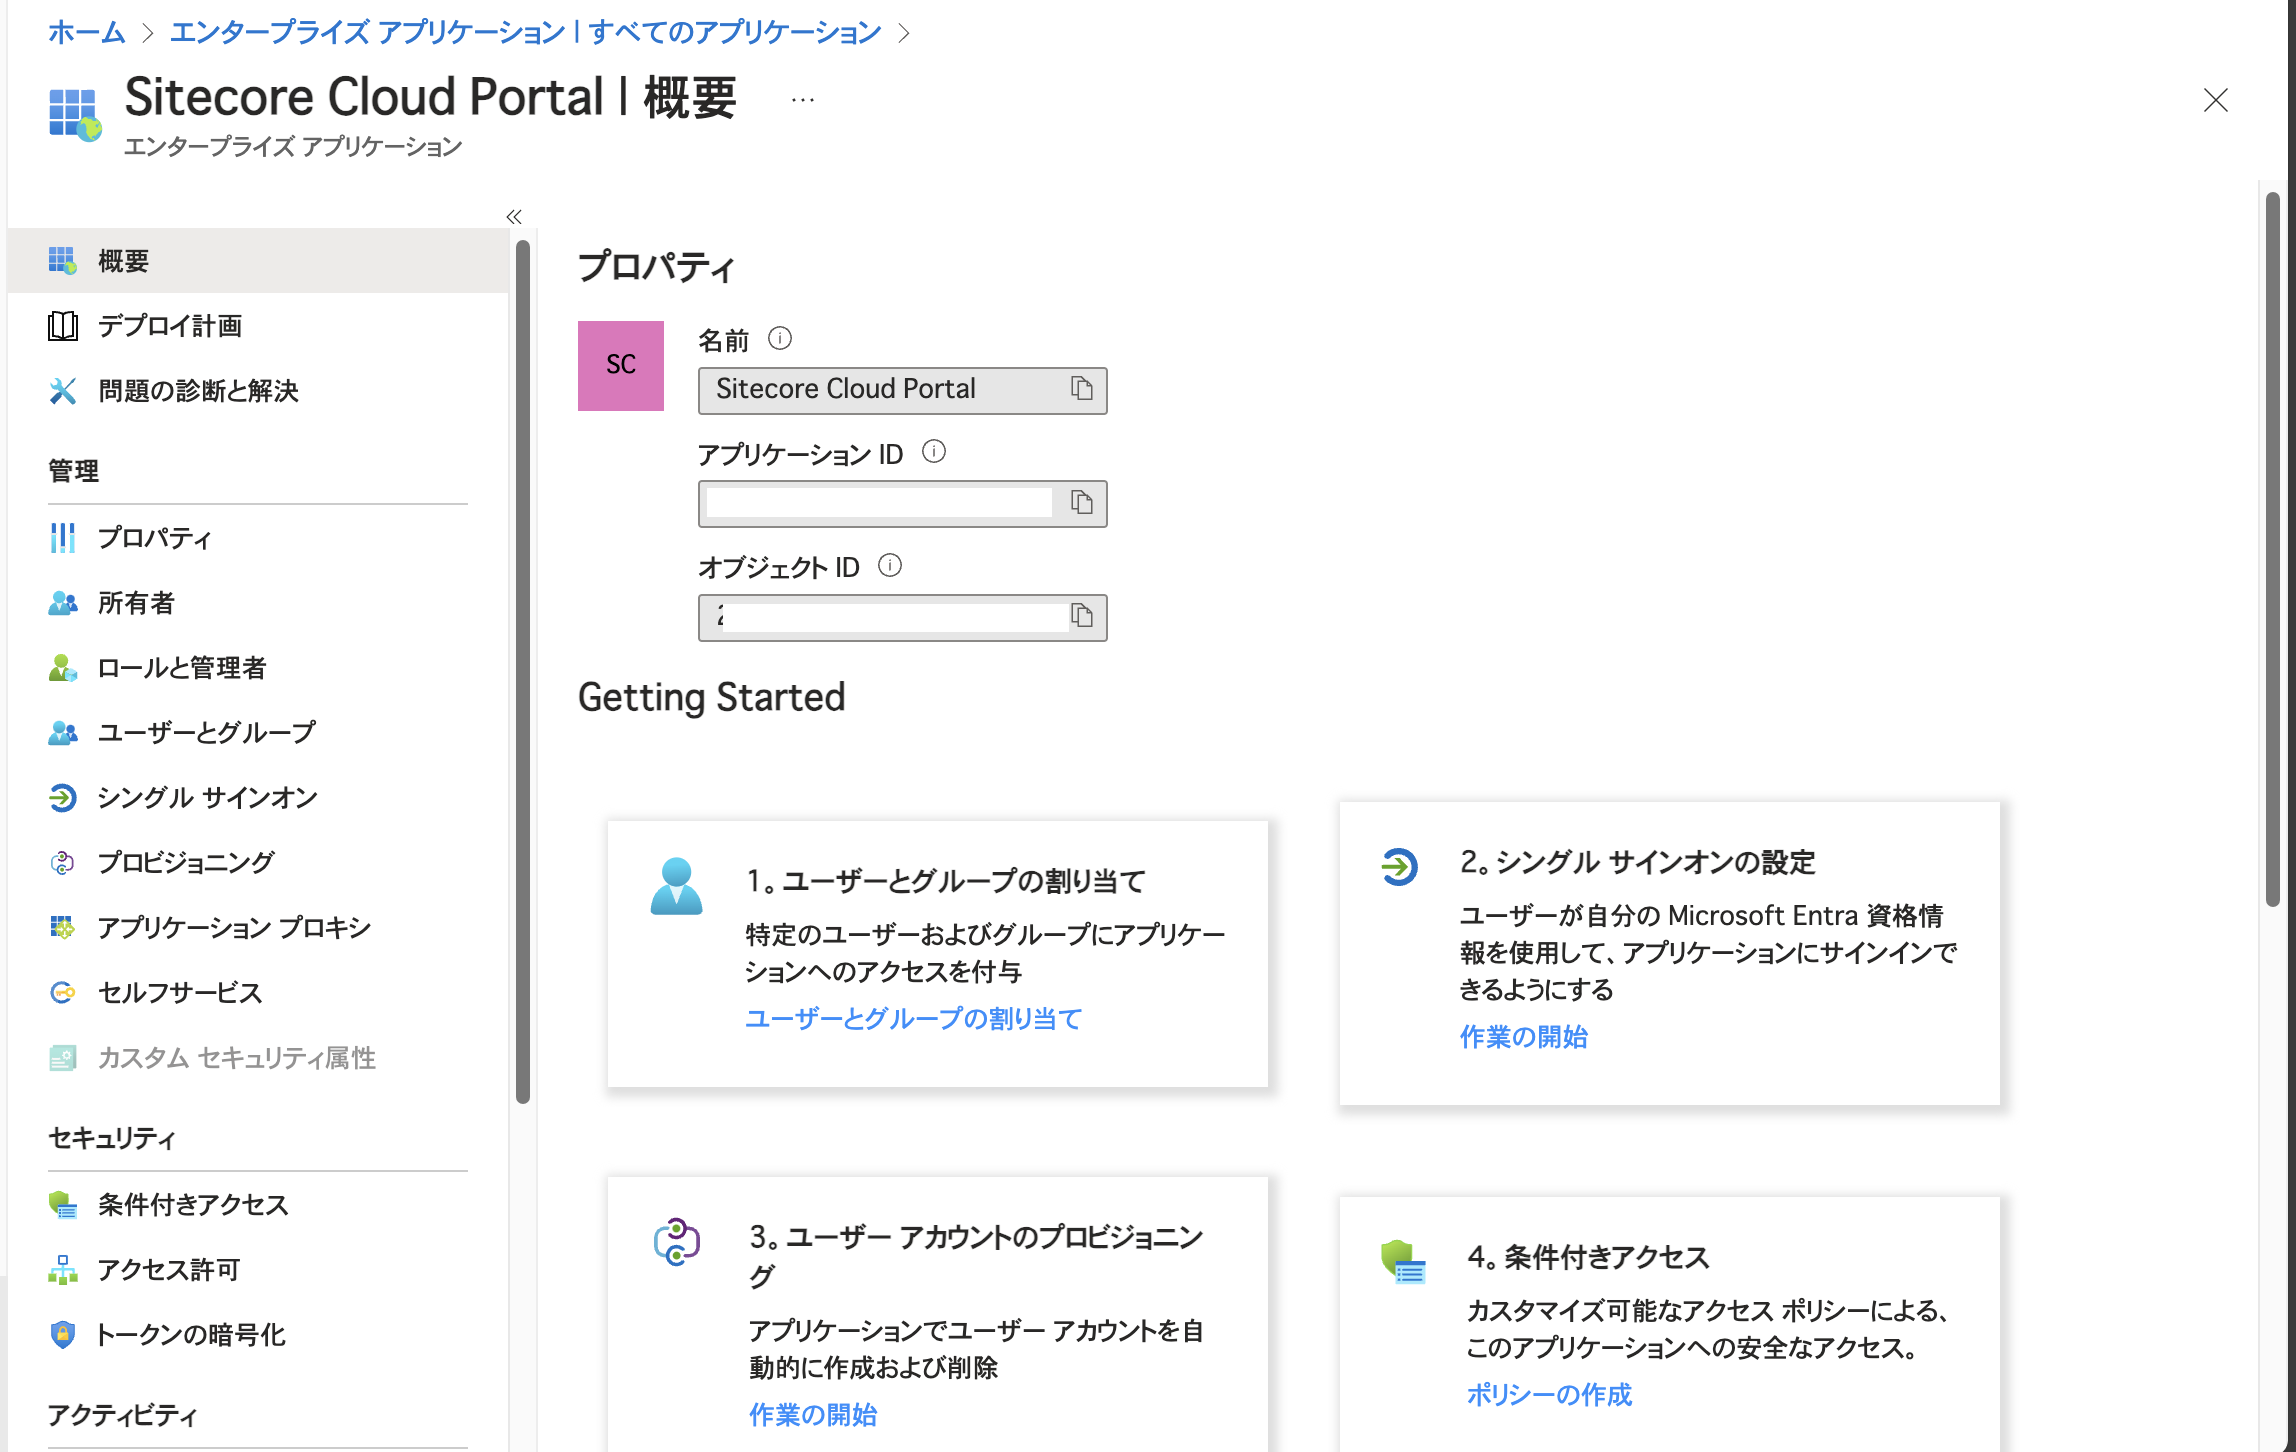 ホーム > エンタープライズ アプリケーション | すべてのアプリケーション >
Sitecore Cloud Portal | 概要 …
エンタープライズ アプリケーション
概要
デプロイ計画
問題の診断と解決
管理
プロパティ
所有者
ロールと管理者
ユーザーとグループ
シングル サインオン
プロビジョニング
アプリケーション プロキシ
セルフサービス
カスタム セキュリティ属性
セキュリティ
条件付きアクセス
アクセス許可
トークンの暗号化
アクティビティ
プロパティ
SC
名前
Sitecore Cloud Portal
アプリケーション ID
オブジェクト ID
Getting Started
1。ユーザーとグループの割り当て
特定のユーザーおよびグループにアプリケー
ションへのアクセスを付与
ユーザーとグループの割り当て
2。シングル サインオンの設定
ユーザーが自分の Microsoft Entra 資格情
報を使用して、アプリケーションにサインインで
きるようにする
作業の開始
3。ユーザー アカウントのプロビジョニン
グ
アプリケーションでユーザー アカウントを自
動的に作成および削除
作業の開始
4。条件付きアクセス
カスタマイズ可能なアクセス ポリシーによる、
このアプリケーションへの安全なアクセス。
ポリシーの作成